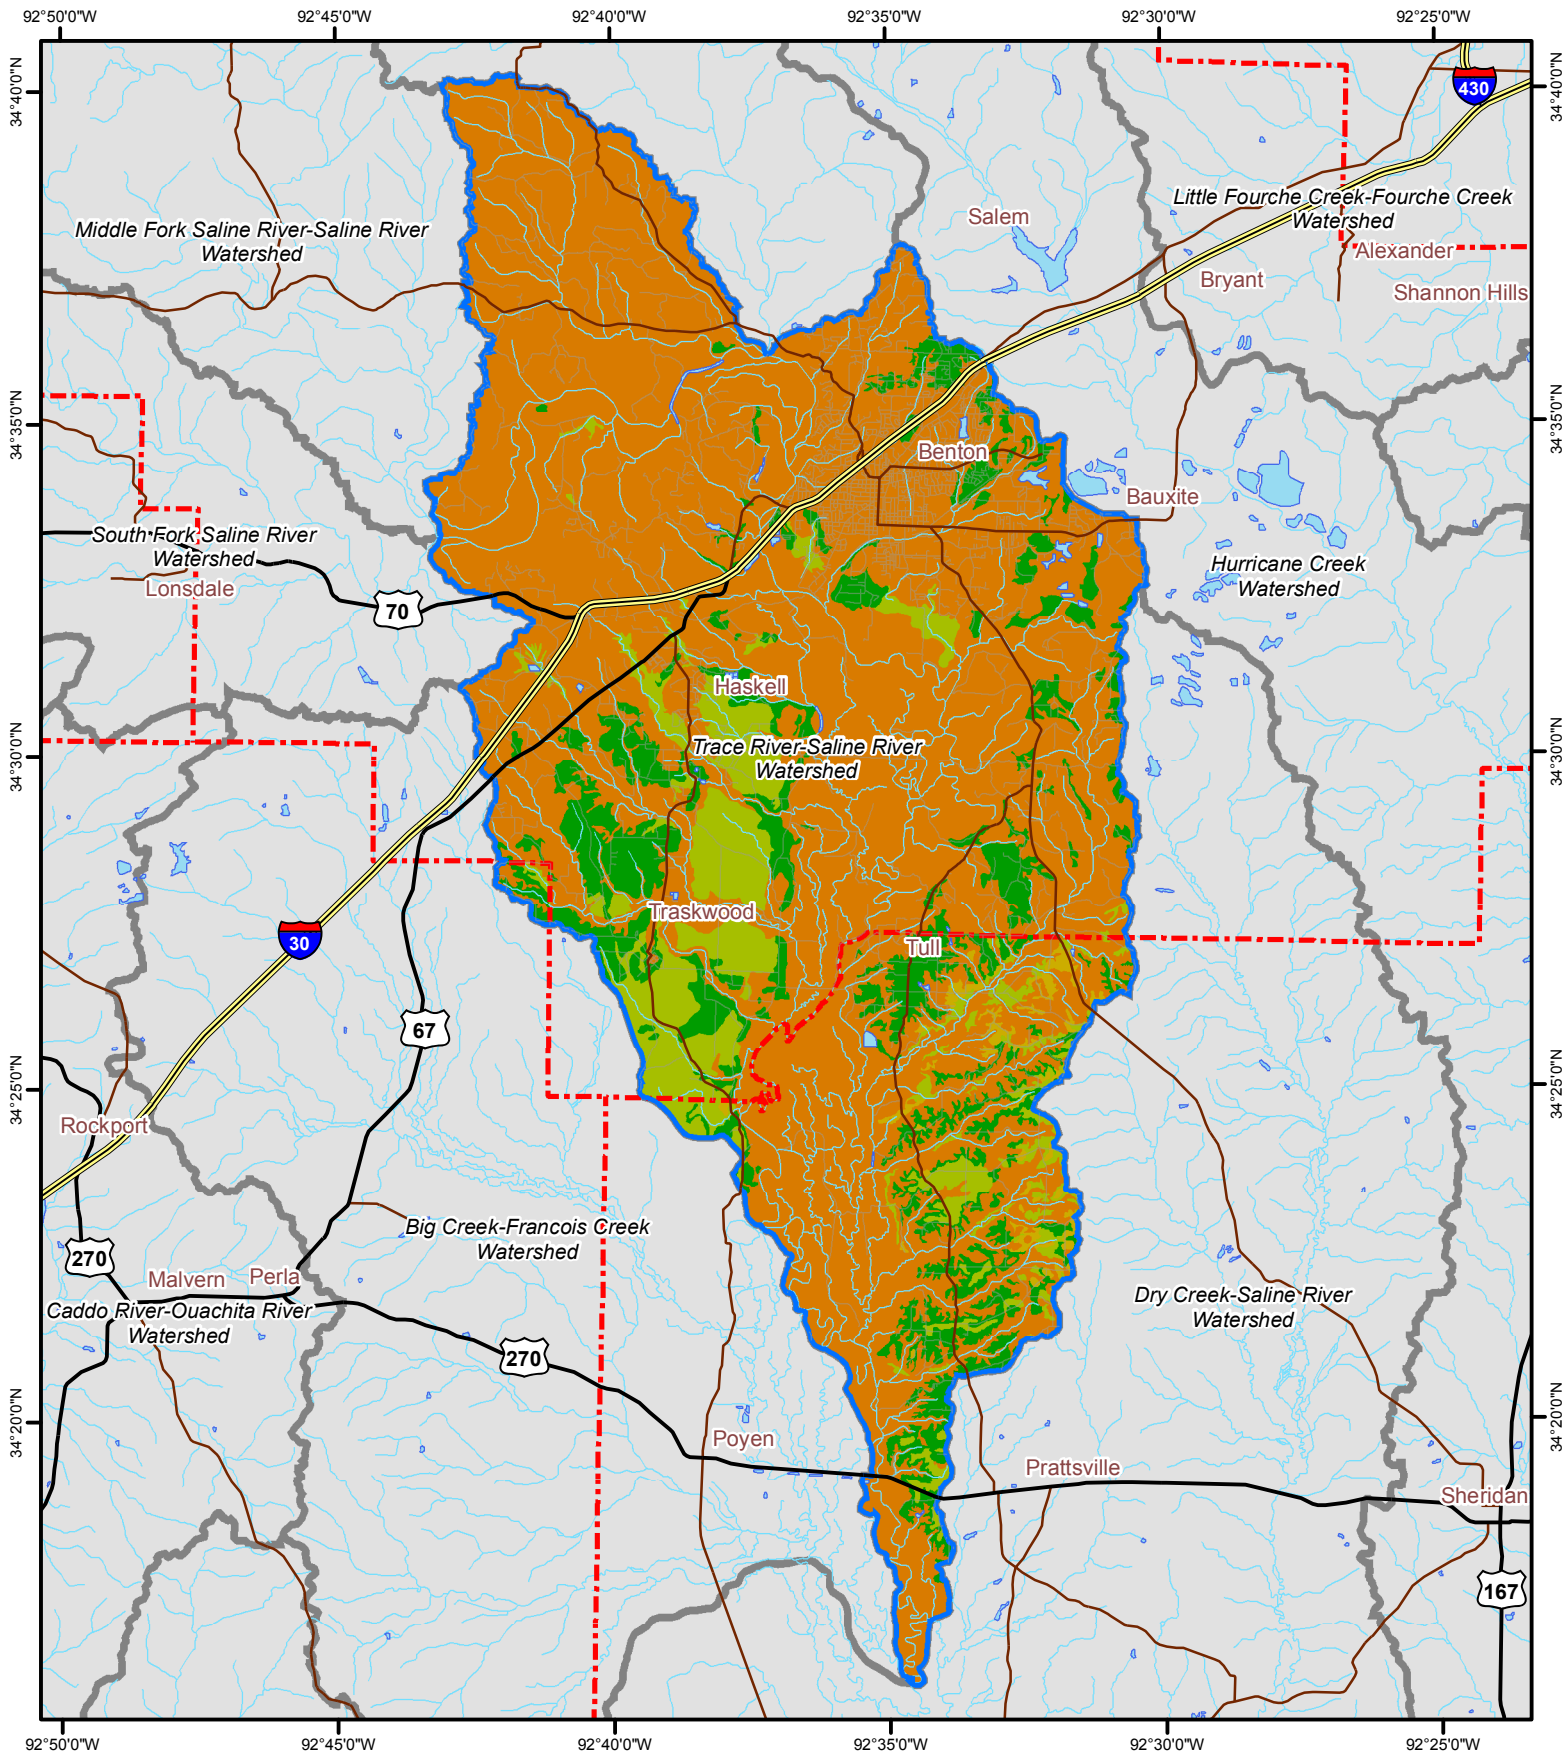 92°50'0"W
92°45'0"W
92°40'0"W
92°35'0"W
92°30'0"W
92°25'0"W
34°40'0"N
34°40'0"N
430
Little Fourche Creek-Fourche Creek
Watershed
Salem
Middle Fork Saline River-Saline River
Watershed
Alexander
Bryant
Shannon Hills
34°35'0"N
34°35'0"N
Benton
Bauxite
South Fork Saline River
Watershed
Hurricane Creek
Watershed
Lonsdale
70
Haskell
Trace River-Saline River
Watershed
34°30'0"N
34°30'0"N
Traskwood
30
Tull
67
34°25'0"N
34°25'0"N
Rockport
Big Creek-Francois Creek
Watershed
270
Malvern
Perla
Caddo River-Ouachita River
Watershed
Dry Creek-Saline River
Watershed
270
34°20'0"N
34°20'0"N
Poyen
Prattsville
Sheridan
167
92°50'0"W
92°45'0"W
92°40'0"W
92°35'0"W
92°30'0"W
92°25'0"W